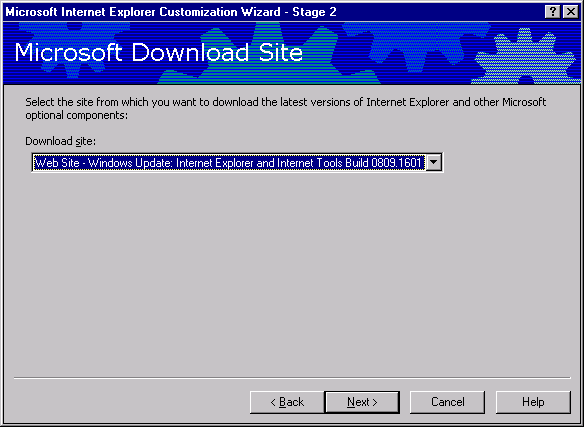 Microsoft Internet Explorer Customization Wizard - Stage 2
Microsoft Download Site
Select the site from which you want to download the latest versions of Internet Explorer and other Microsoft
optional components:
Download site:
Web Site - Windows Update: Internet Explorer and Internet Tools Build 0809.1601
< Back
Next >
Cancel
Help